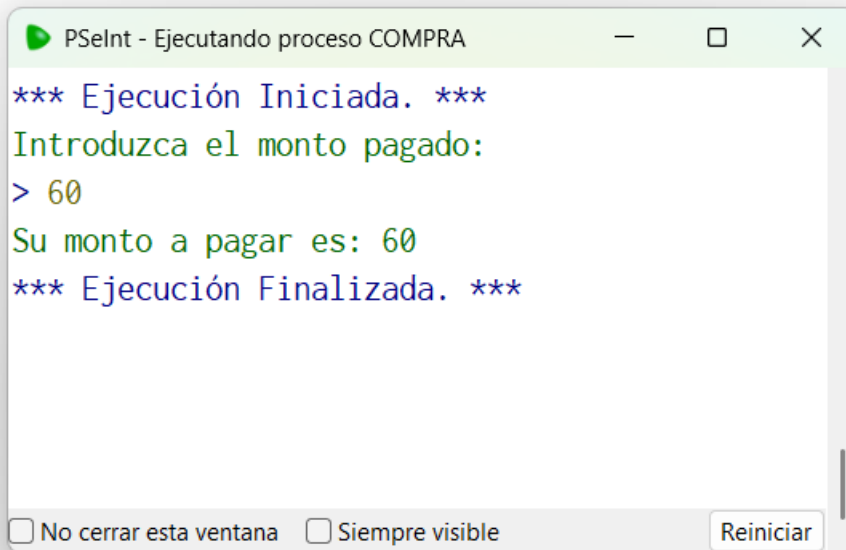 PSeInt - Ejecutando proceso COMPRA
*** Ejecución Iniciada. ***
Introduzca el monto pagado:
> 60
Su monto a pagar es: 60
*** Ejecución Finalizada. ***
No cerrar esta ventana Siempre visible Reiniciar